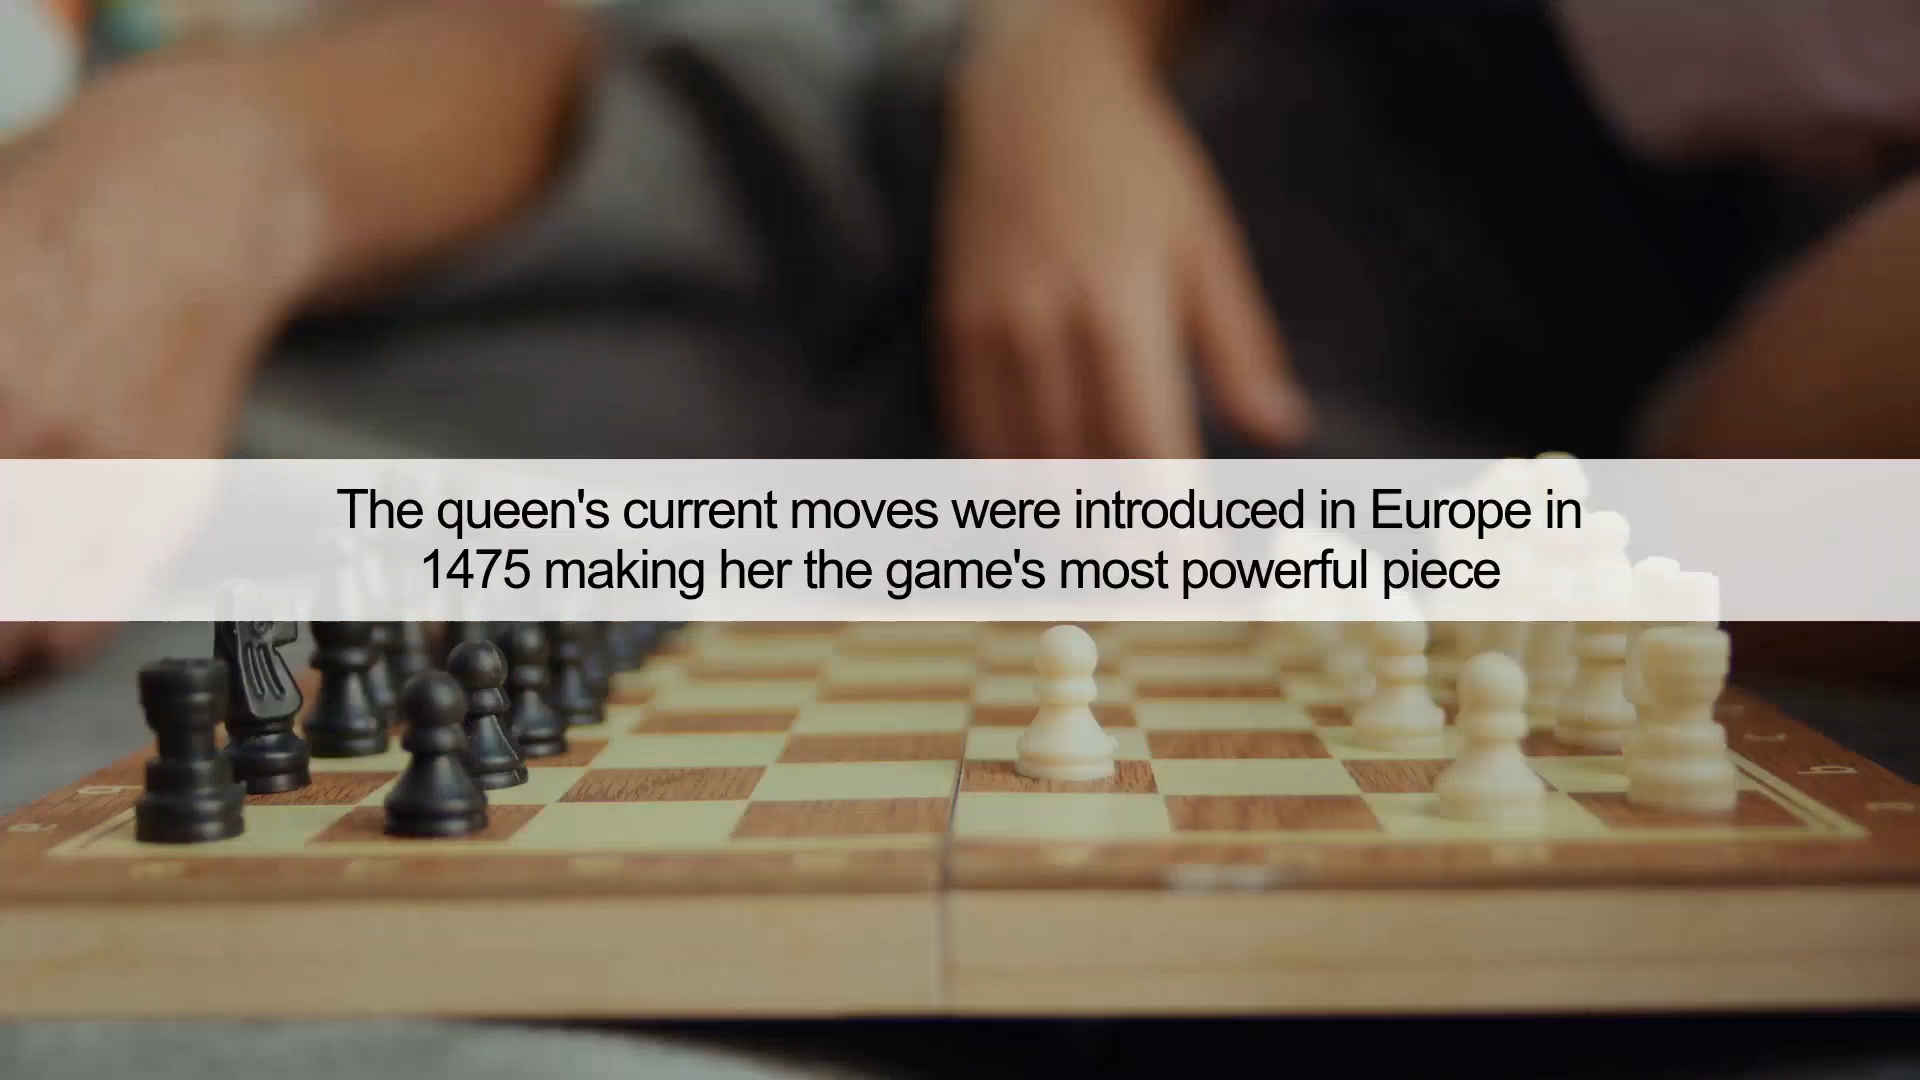 The queen's current moves were introduced in Europe in
1475 making her the game's most powerful piece